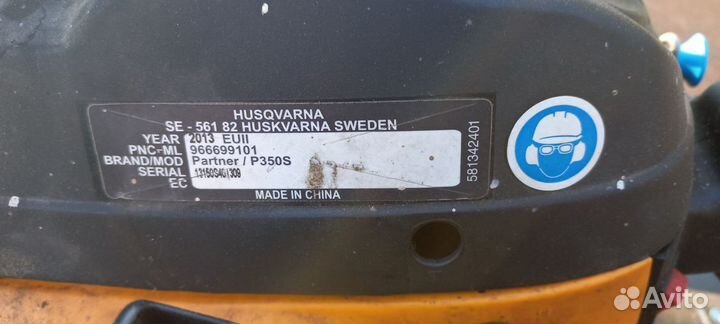 HUSQVARNA
SE - 561 82 HUSKVARNA SWEDEN
YEAR 2013 EUII
PNC-ML 966699101
BRAND/MOD Partner / P350S
SERIAL
EC
MADE IN CHINA
581342401
Avito